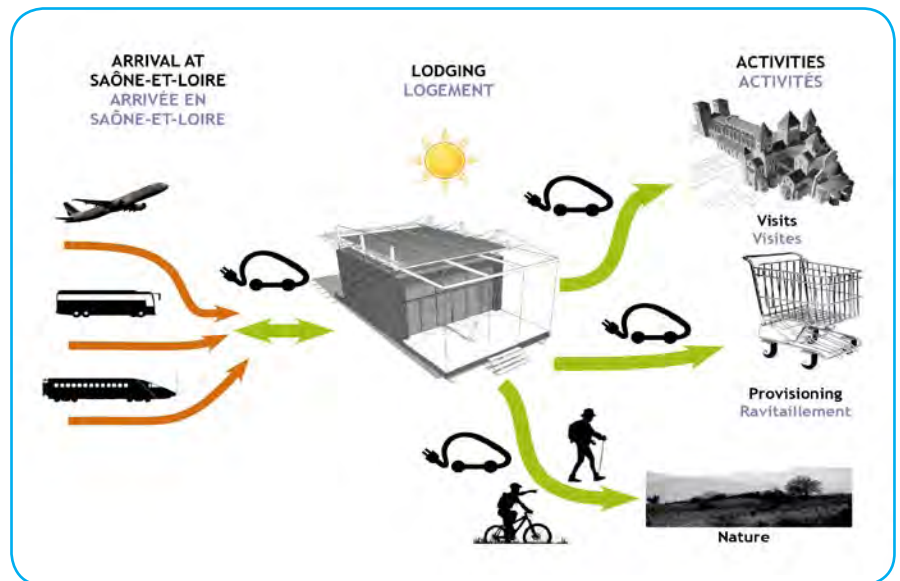 ARRIVAL AT
SAÔNE-ET-LOIRE
ARRIVÉE EN
SAÔNE-ET-LOIRE
LODGING
LOGEMENT
ACTIVITIES
ACTIVITÉS
Visits
Visites
Provisioning
Ravitaillement
Nature